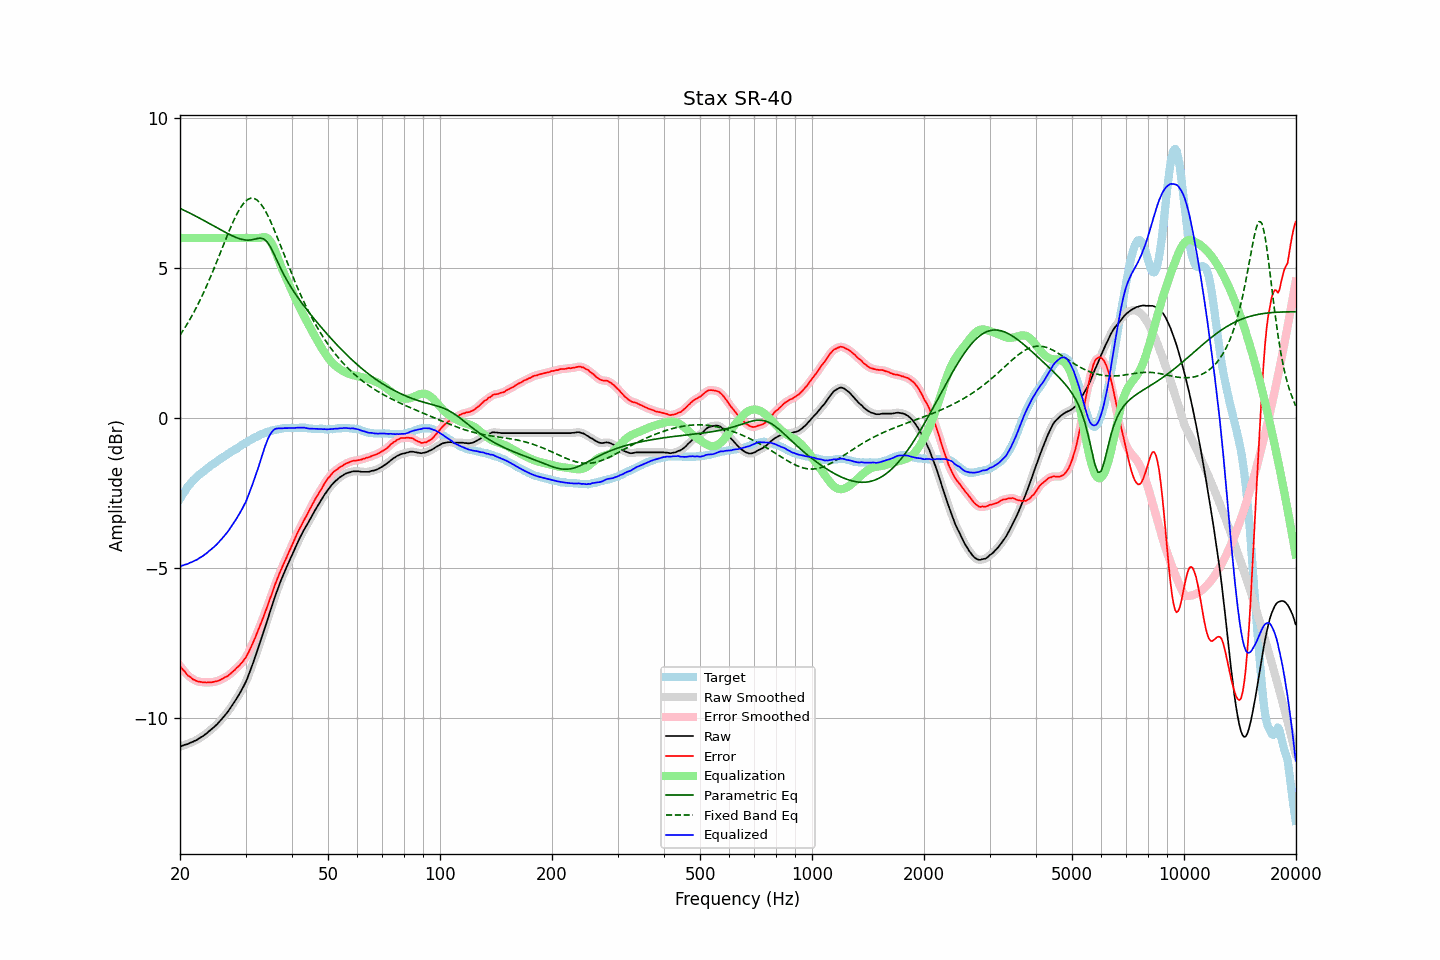 Stax SR-40
Amplitude (dBr)
10
5
0
−5
−10
Target
Raw Smoothed
Error Smoothed
Raw
Error
Equalization
Parametric Eq
Fixed Band Eq
Equalized
20
50
100
200
500
1000
2000
5000
10000
20000
Frequency (Hz)